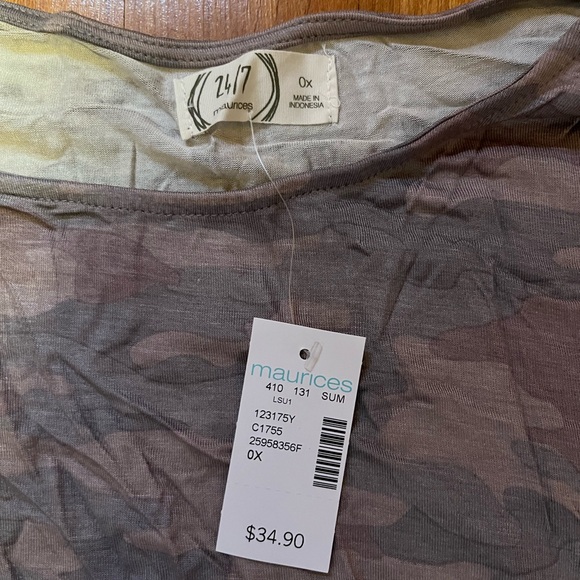 24/7
maurices
0x
MADE IN
INDONESIA
maurices
410 131 SUM
LSU1
123175Y
C1755
25958356F
0X
$34.90